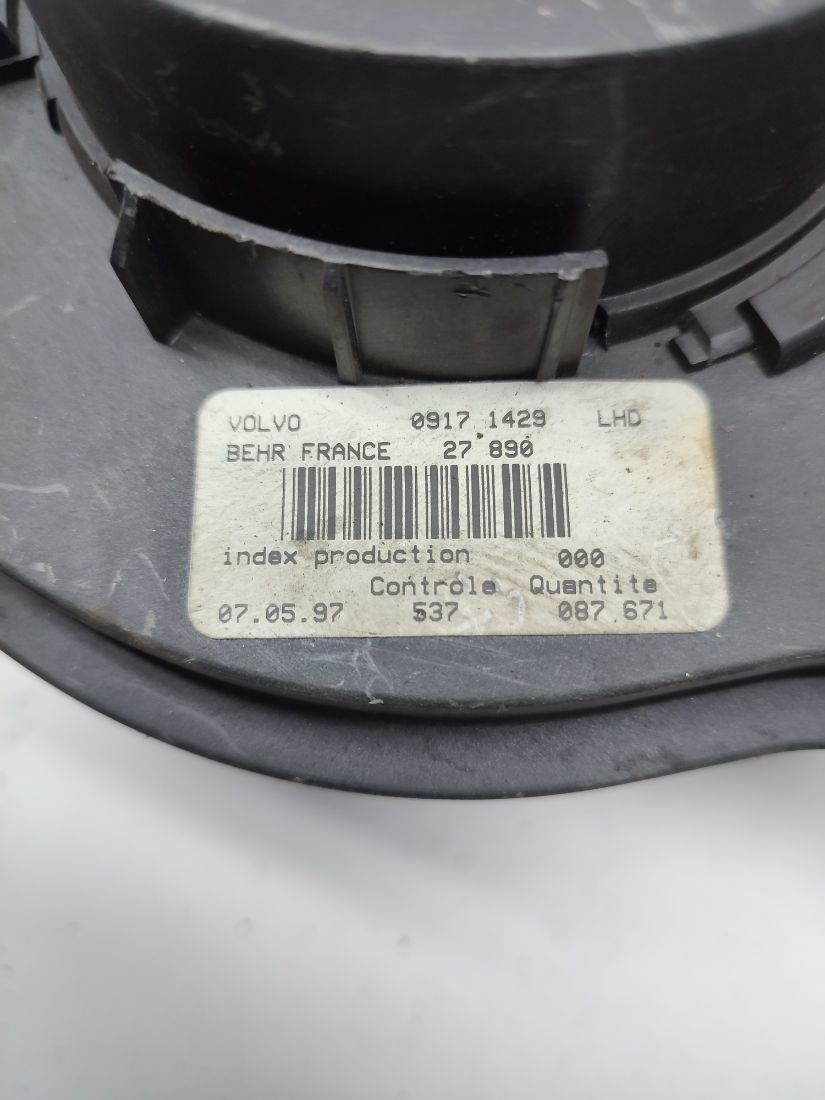 VOLVO 0917 1429 LHD
BEHR FRANCE 27 890
index production 000
Controle Quantite
07.05.97 537 087 671